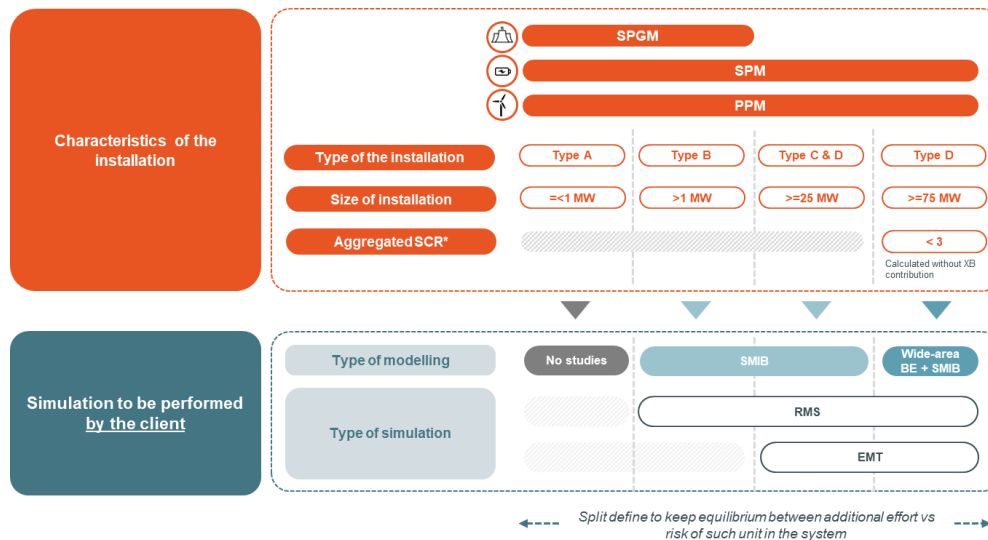 SPGM
SPM
PPM
Characteristics of the
installation
Type of the installation
Type A
Type B
Type C & D
Type D
Size of installation
=<1 MW
>1 MW
>=25 MW
>=75 MW
Aggregated SCR*
< 3
Calculated without XB
contribution
Simulation to be performed
by the client
Type of modelling
No studies
SMIB
Wide-area
BE + SMIB
Type of simulation
RMS
EMT
Split define to keep equilibrium between additional effort vs
risk of such unit in the system